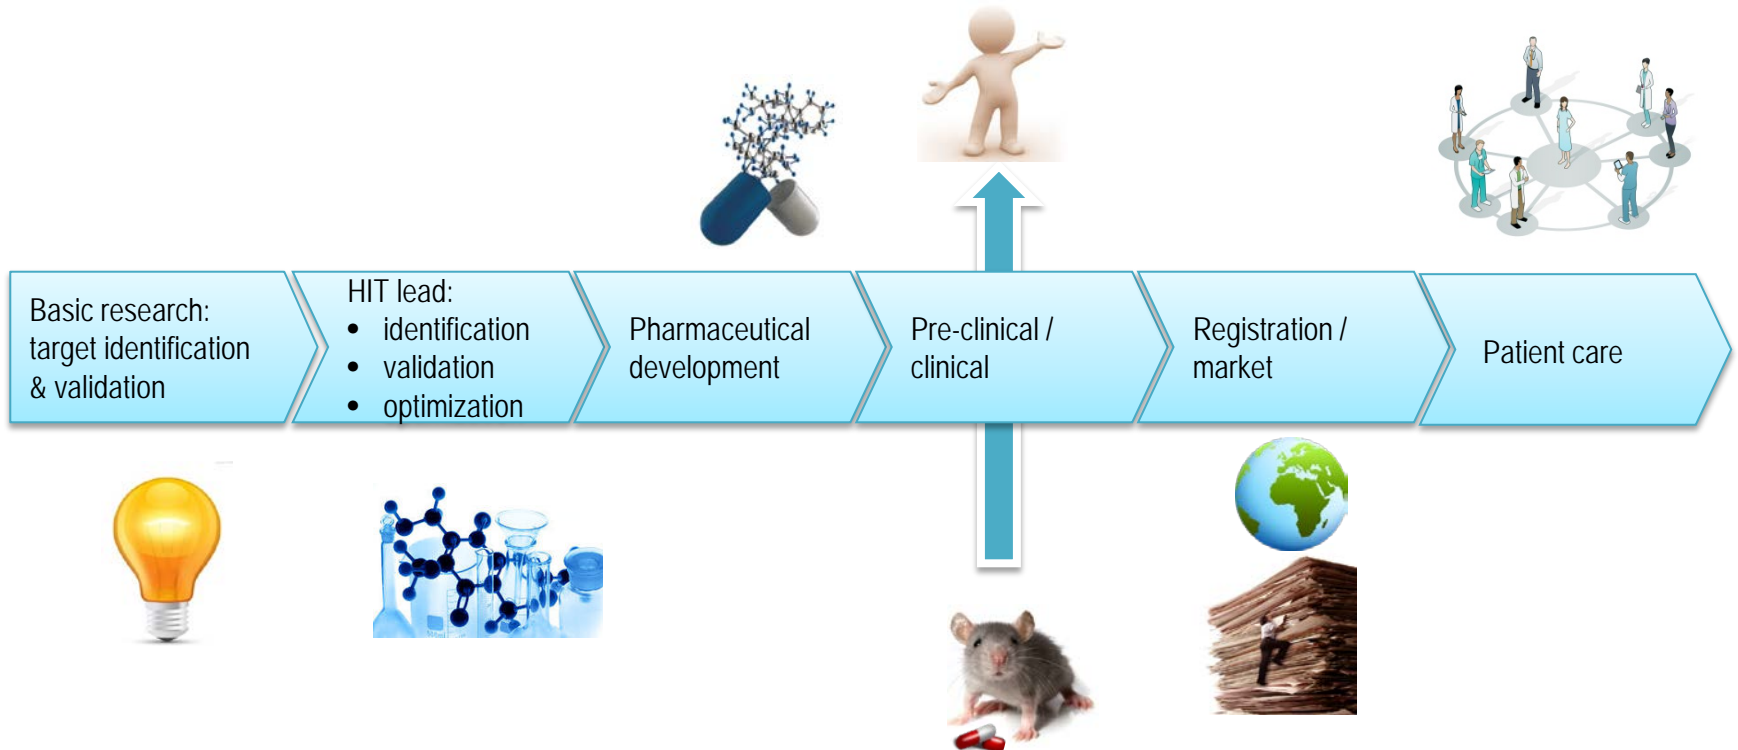 Basic research:
target identification
& validation
HIT lead:
• identification
• validation
• optimization
Pharmaceutical
development
Pre-clinical /
clinical
Registration /
market
Patient care